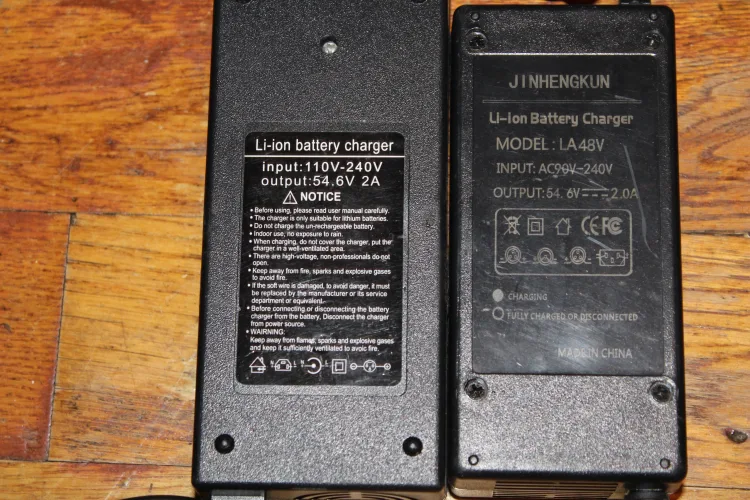 Li-ion battery charger
input:110V-240V
output:54.6V 2A
NOTICE
• Before using, please read user manual carefully.
• The charger is only suitable for lithium batteries.
• Do not charge the un-rechargeable battery.
• Indoor use, no exposure to rain.
• When charging, do not cover the charger, put the
charger in a well-ventilated area.
• There are high-voltage, non-professionals do not
open.
• Keep away from fire, sparks and explosive gases
to avoid fire.
• If the soft wire is damaged, to avoid danger, it must
be replaced by the manufacturer or its service
department or equivalent.
• Before connecting or disconnecting the battery
charger from the battery, Disconnect the charger
from power source.
• WAIRNING:
Keep away from flames, sparks and explosive gases
and keep it sufficiently ventilated to avoid fire.
JINHENGKUN
Li-Ion Battery Charger
MODEL: LA48V
INPUT: AC90V-240V
OUTPUT:54.6V 2.0A
CE FC
CHARGING
FULLY CHARGED OR DISCONNECTED
MADE IN CHINA